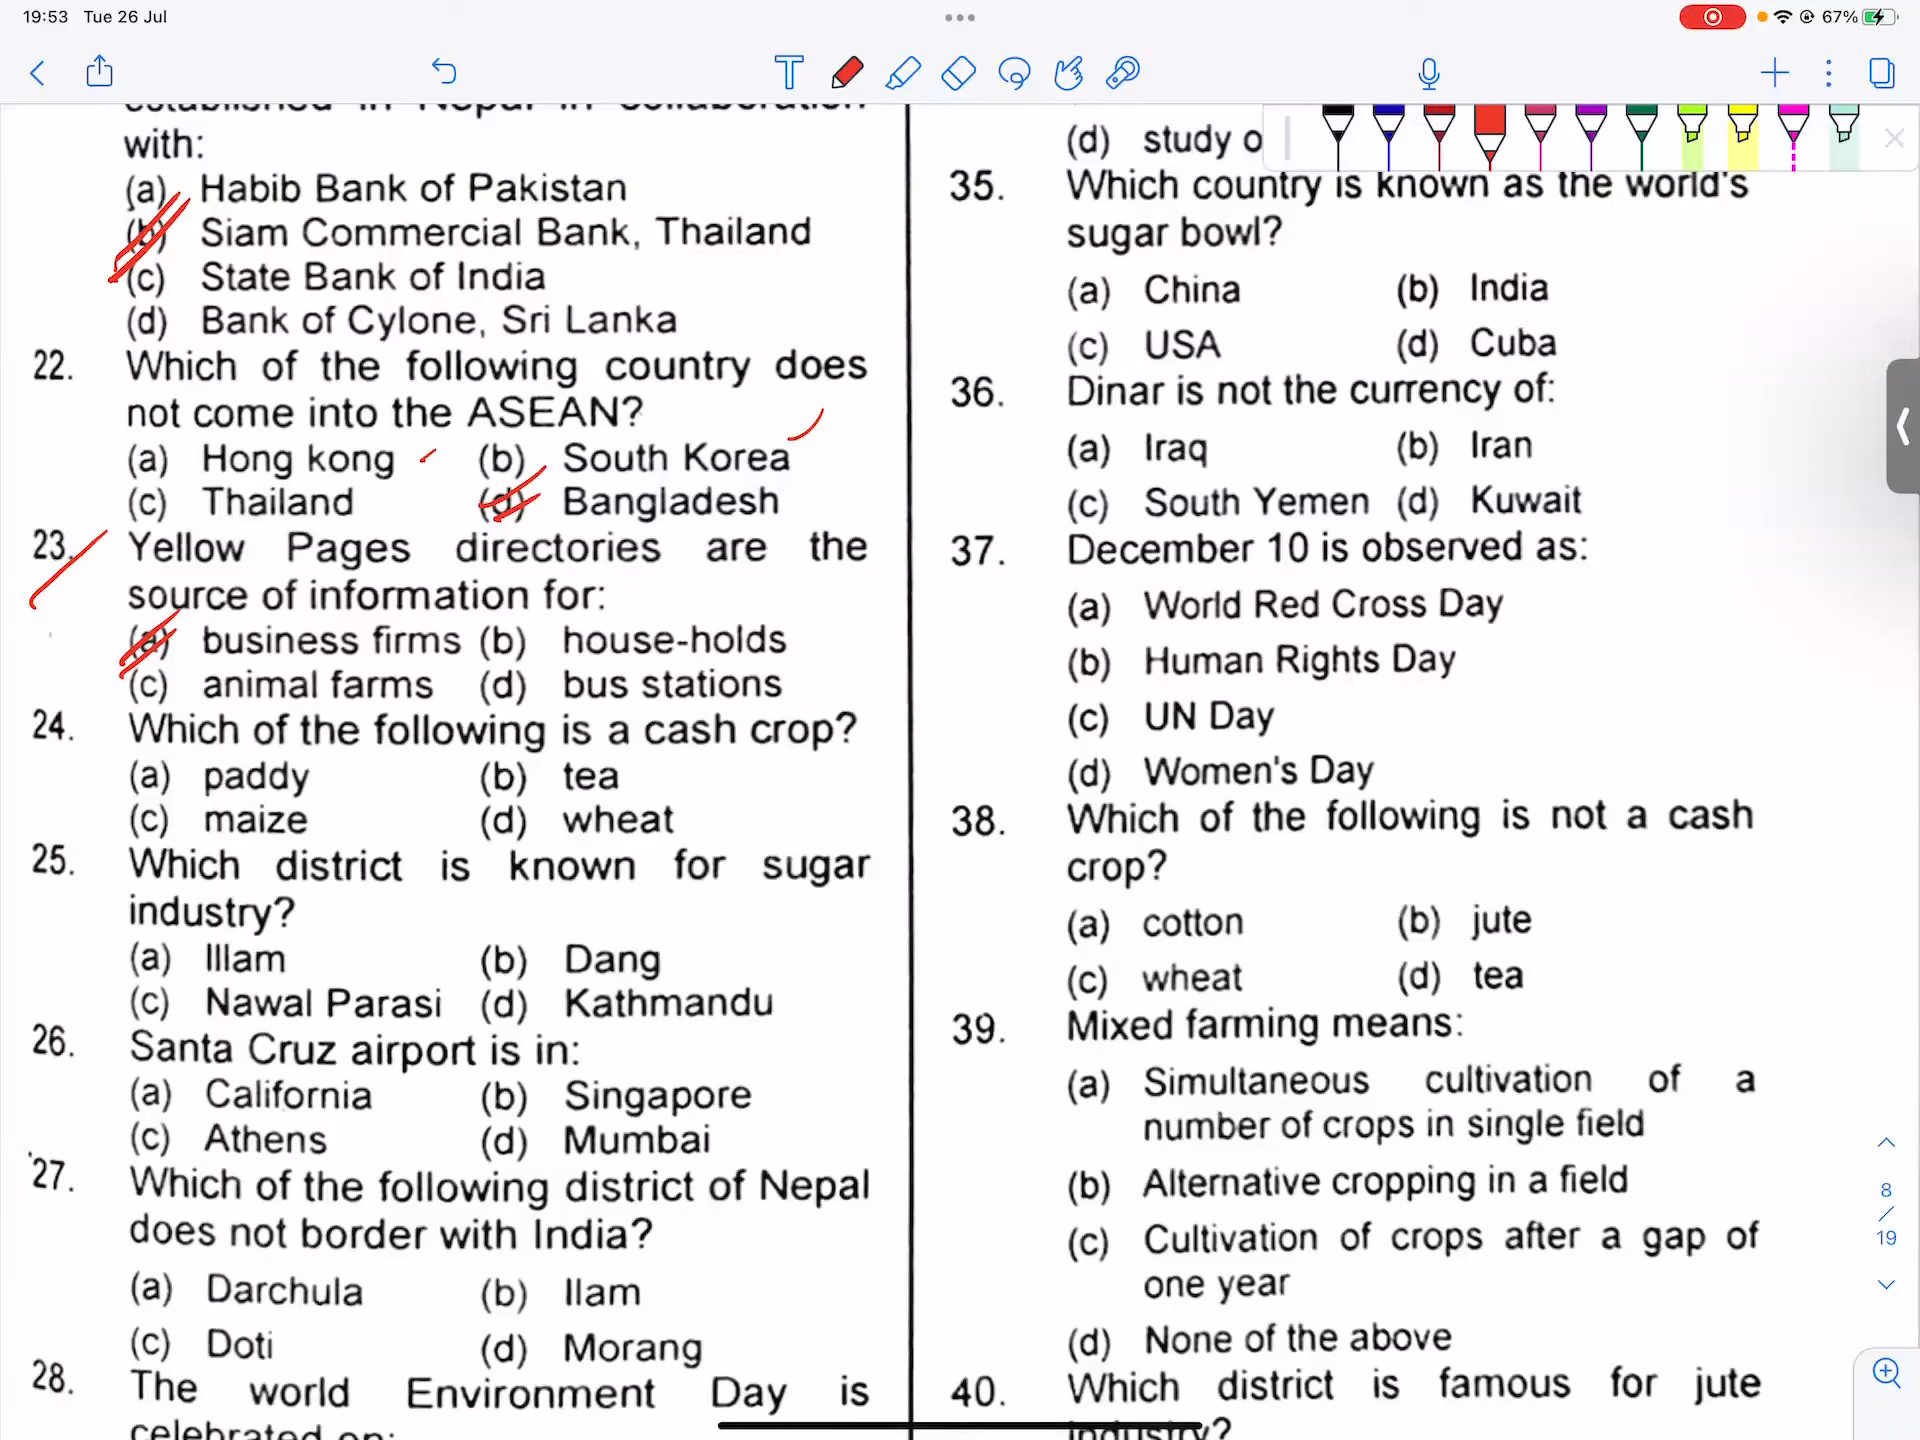 19:53 Tue 26 Jul
67%
established in Nepal in collaboration
with:
(a) Habib Bank of Pakistan
(b) Siam Commercial Bank, Thailand
(c) State Bank of India
(d) Bank of Cylone, Sri Lanka
22. Which of the following country does
not come into the ASEAN?
(a) Hong kong (b) South Korea
(c) Thailand (d) Bangladesh
23. Yellow Pages directories are the
source of information for:
(a) business firms (b) house-holds
(c) animal farms (d) bus stations
24. Which of the following is a cash crop?
(a) paddy (b) tea
(c) maize (d) wheat
25. Which district is known for sugar
industry?
(a) Illam (b) Dang
(c) Nawal Parasi (d) Kathmandu
26. Santa Cruz airport is in:
(a) California (b) Singapore
(c) Athens (d) Mumbai
27. Which of the following district of Nepal
does not border with India?
(a) Darchula (b) Ilam
(c) Doti (d) Morang
28. The world Environment Day is
celebrated on:
(d) study o
35. Which country is known as the world's
sugar bowl?
(a) China (b) India
(c) USA (d) Cuba
36. Dinar is not the currency of:
(a) Iraq (b) Iran
(c) South Yemen (d) Kuwait
37. December 10 is observed as:
(a) World Red Cross Day
(b) Human Rights Day
(c) UN Day
(d) Women's Day
38. Which of the following is not a cash
crop?
(a) cotton (b) jute
(c) wheat (d) tea
39. Mixed farming means:
(a) Simultaneous cultivation of a
number of crops in single field
(b) Alternative cropping in a field
(c) Cultivation of crops after a gap of
one year
(d) None of the above
40. Which district is famous for jute
industry?
8
/
19